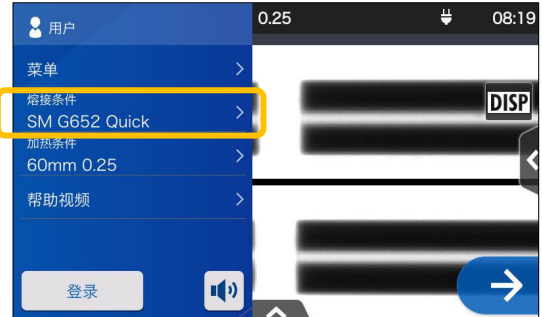 用户
0.25
08:19
菜单
熔接条件
SM G652 Quick
DISP
加热条件
60mm 0.25
帮助视频
登录